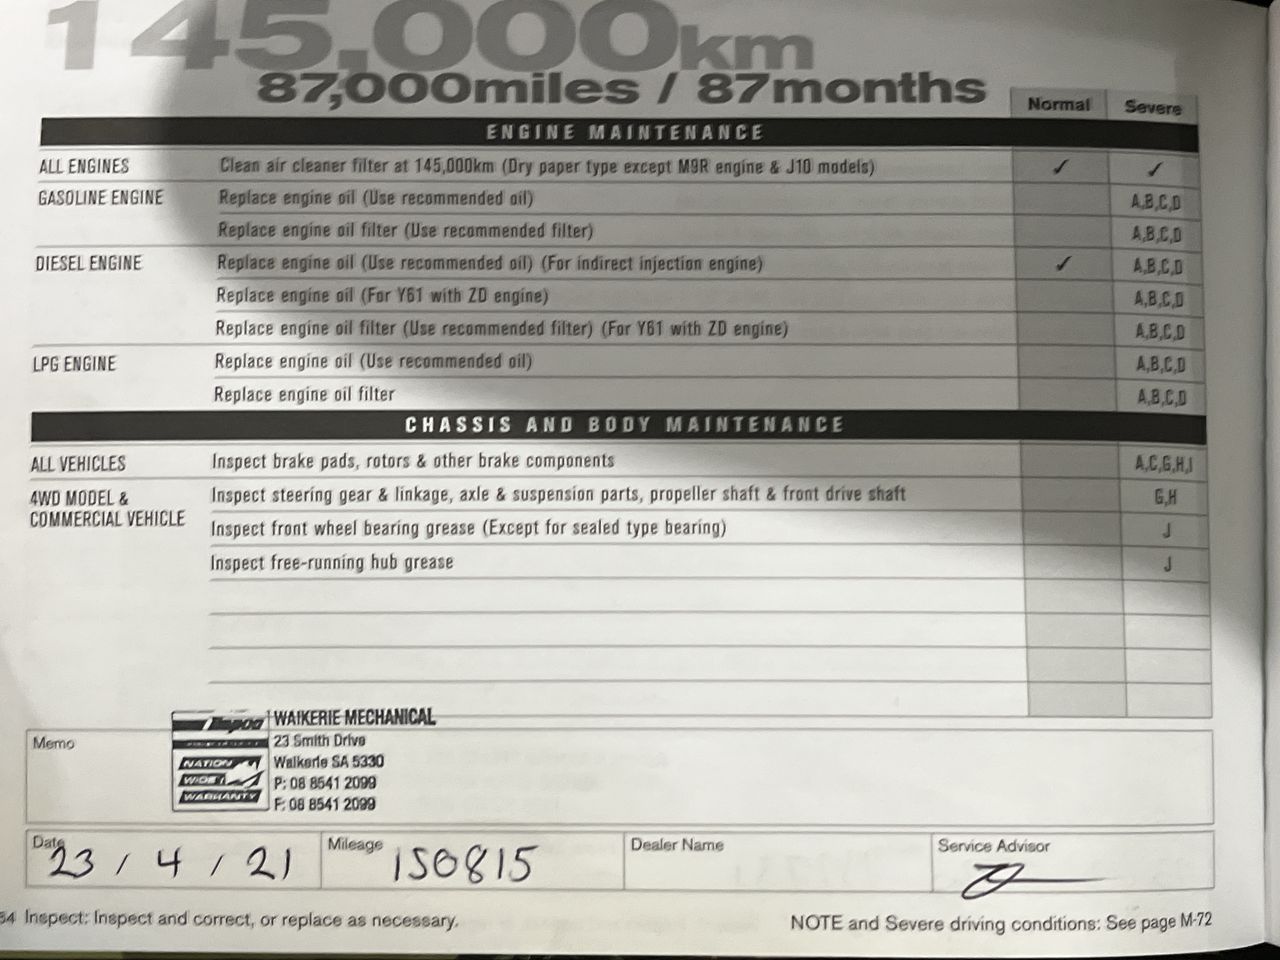 145,000km
87,000miles / 87months
Normal Severe
ENGINE MAINTENANCE
ALL ENGINES Clean air cleaner filter at 145,000km (Dry paper type except M9R engine & J10 models) ✓ ✓
GASOLINE ENGINE Replace engine oil (Use recommended oil) A,B,C,D
Replace engine oil filter (Use recommended filter) A,B,C,D
DIESEL ENGINE Replace engine oil (Use recommended oil) (For indirect injection engine) ✓ A,B,C,D
Replace engine oil (For Y61 with ZD engine) A,B,C,D
Replace engine oil filter (Use recommended filter) (For Y61 with ZD engine) A,B,C,D
LPG ENGINE Replace engine oil (Use recommended oil) A,B,C,D
Replace engine oil filter A,B,C,D
CHASSIS AND BODY MAINTENANCE
ALL VEHICLES Inspect brake pads, rotors & other brake components A,C,G,H,I
4WD MODEL & COMMERCIAL VEHICLE Inspect steering gear & linkage, axle & suspension parts, propeller shaft & front drive shaft G,H
Inspect front wheel bearing grease (Except for sealed type bearing) J
Inspect free-running hub grease J
Memo
NATION
WIDE
WARRANTY
WAIKERIE MECHANICAL
23 Smith Drive
Waikerie SA 5330
P: 08 8541 2099
F: 08 8541 2099
Date 23 / 4 / 21
Mileage 150815
Dealer Name
Service Advisor
Inspect: Inspect and correct, or replace as necessary.
NOTE and Severe driving conditions: See page M-72